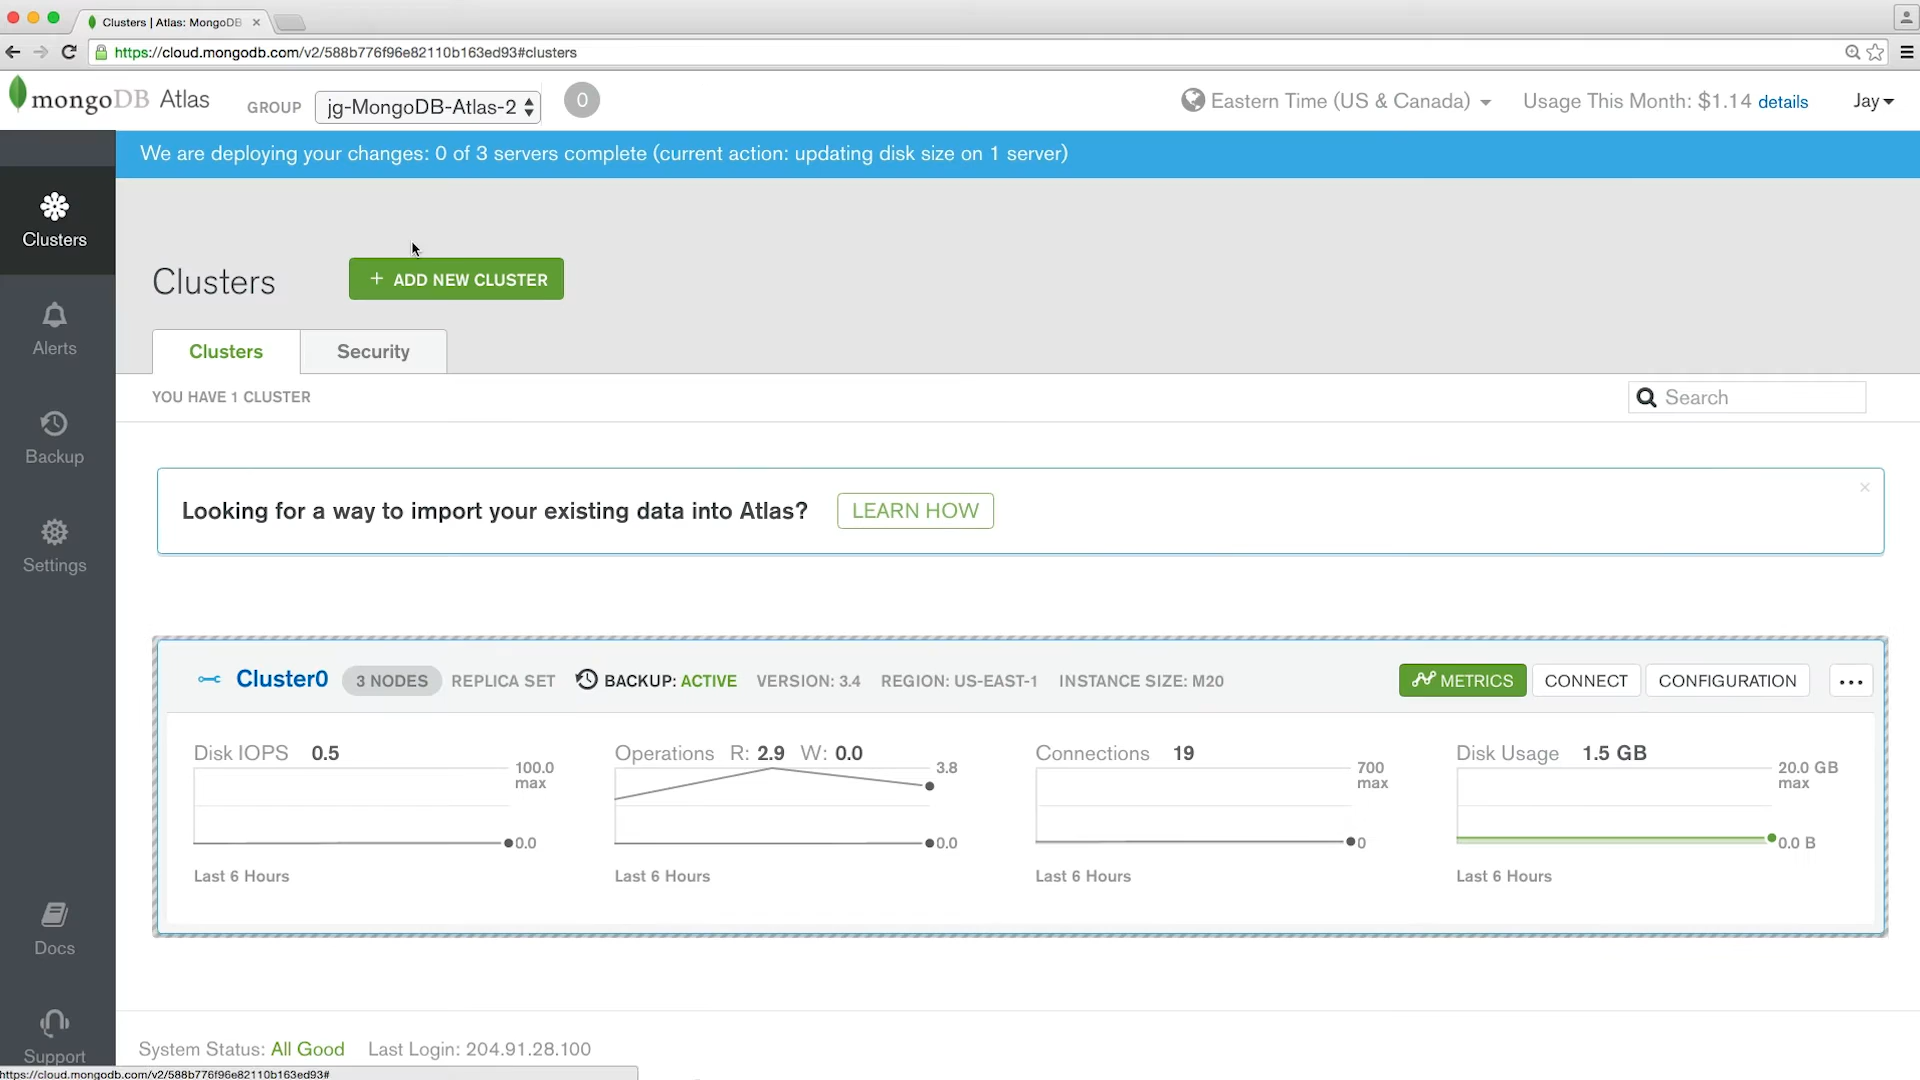 Clusters | Atlas: MongoDB
https://cloud.mongodb.com/v2/588b776f96e82110b163ed93#clusters
mongoDB Atlas
GROUP jg-MongoDB-Atlas-2 0
Eastern Time (US & Canada) Usage This Month: $1.14 details Jay
We are deploying your changes: 0 of 3 servers complete (current action: updating disk size on 1 server)
Clusters
Alerts
Backup
Settings
Docs
Support
Clusters + ADD NEW CLUSTER
Clusters Security
YOU HAVE 1 CLUSTER
Search
Looking for a way to import your existing data into Atlas? LEARN HOW
Cluster0 3 NODES REPLICA SET BACKUP: ACTIVE VERSION: 3.4 REGION: US-EAST-1 INSTANCE SIZE: M20
METRICS CONNECT CONFIGURATION ...
Disk IOPS 0.5
100.0
max
0.0
Last 6 Hours
Operations R: 2.9 W: 0.0
3.8
0.0
Last 6 Hours
Connections 19
700
max
0
Last 6 Hours
Disk Usage 1.5 GB
20.0 GB
max
0.0 B
Last 6 Hours
System Status: All Good Last Login: 204.91.28.100
https://cloud.mongodb.com/v2/588b776f96e82110b163ed93#